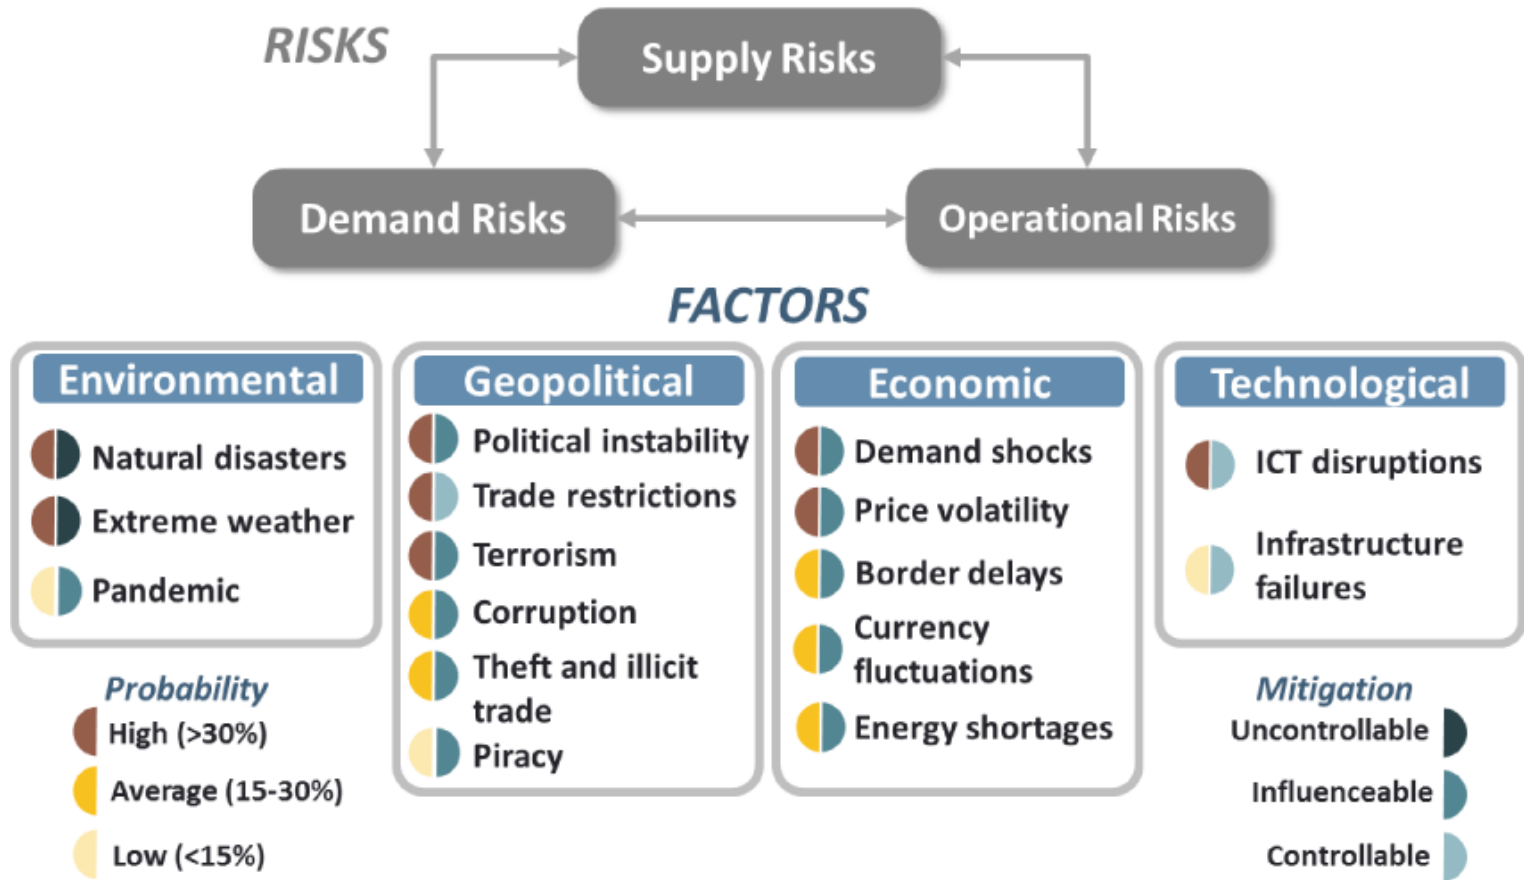 RISKS
Supply Risks
Demand Risks
Operational Risks
FACTORS
Environmental
Natural disasters
Extreme weather
Pandemic
Geopolitical
Political instability
Trade restrictions
Terrorism
Corruption
Theft and illicit
trade
Piracy
Economic
Demand shocks
Price volatility
Border delays
Currency
fluctuations
Energy shortages
Technological
ICT disruptions
Infrastructure
failures
Probability
High (>30%)
Average (15-30%)
Low (<15%)
Mitigation
Uncontrollable
Influenceable
Controllable